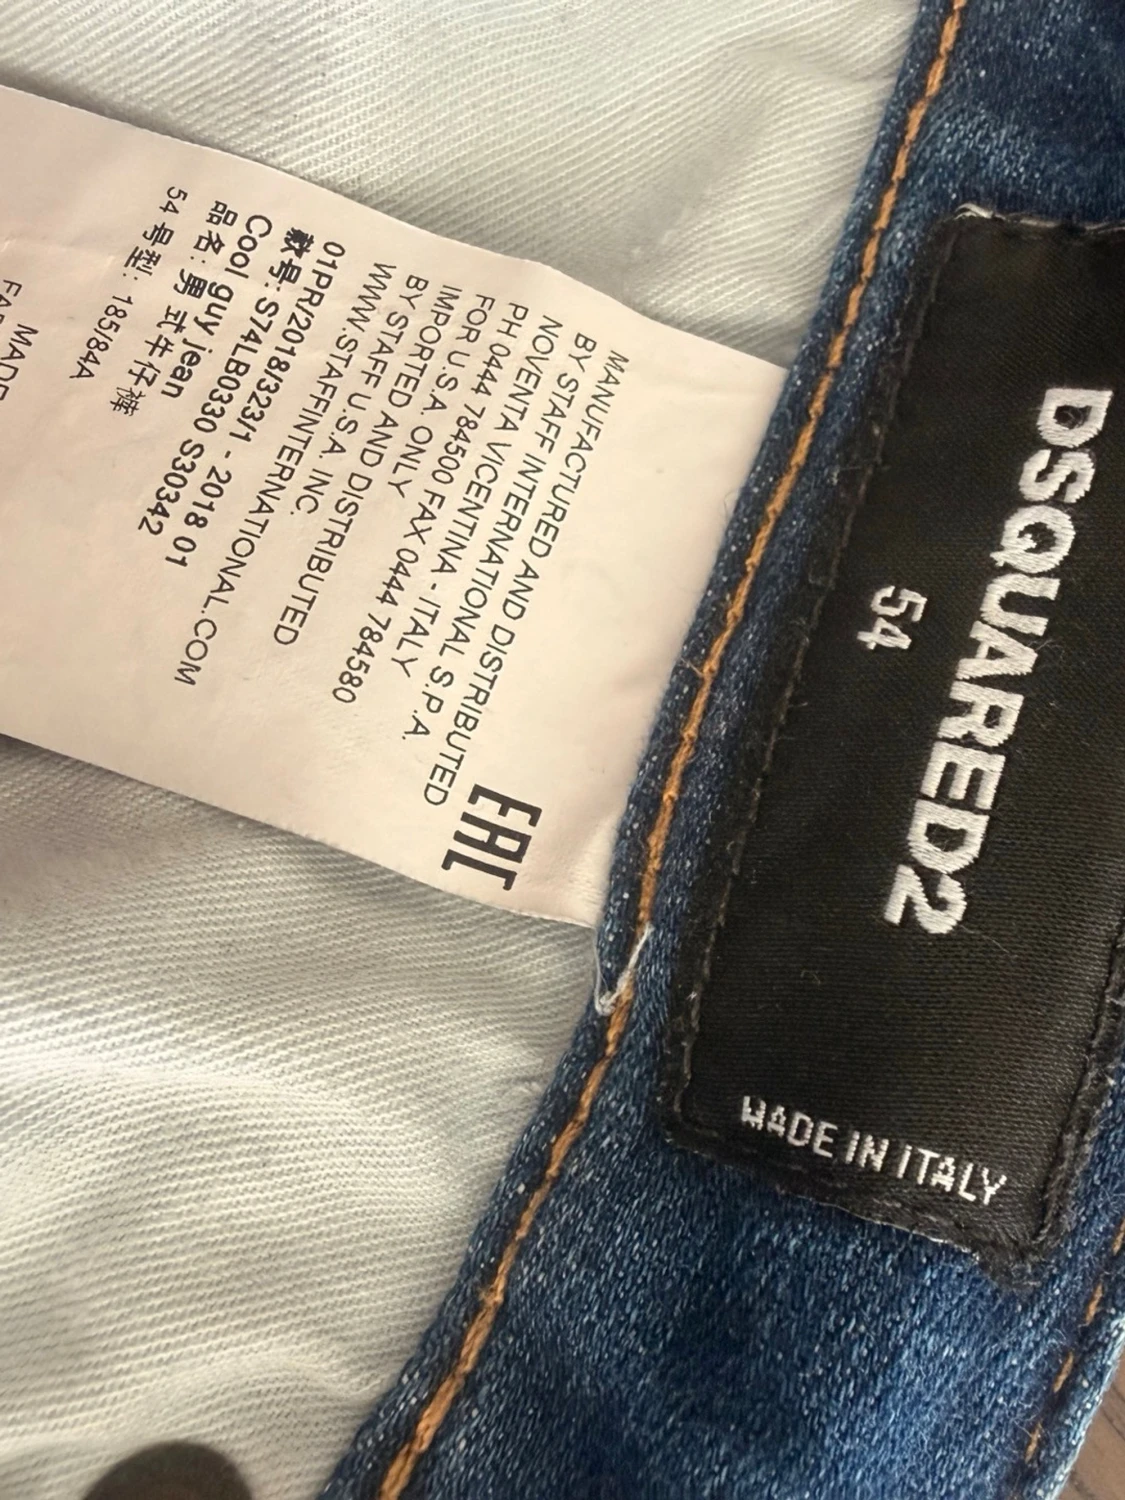 MANUFACTURED AND DISTRIBUTED
BY STAFF INTERNATIONAL S.P.A.
NOVENTA VICENTINA - ITALY
PH 0444 784500 FAX 0444 784580
FOR U.S.A. ONLY
IMPORTED AND DISTRIBUTED
BY STAFF U.S.A. INC.
WWW.STAFFINTERNATIONAL.COM
01PR/2018/323/1 - 2018 01
款号: S74LB0330 S30342
Cool guy jean
品名: 男式牛仔裤
54 号型: 185/84A
MADE
EAC
DSQUARED2
54
MADE IN ITALY